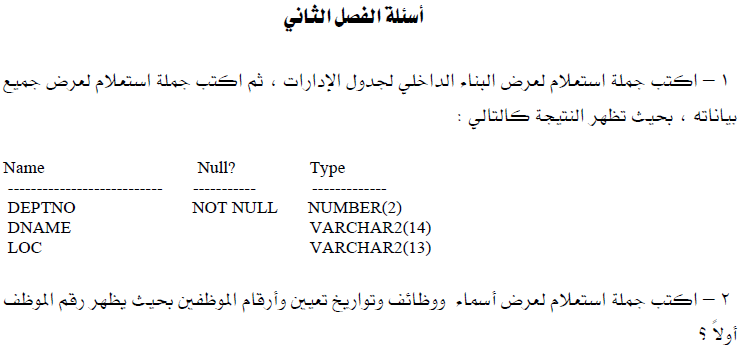 أسئلة الفصل الثاني
١ – اكتب جملة استعلام لعرض البناء الداخلي لجدول الإدارات ، ثم اكتب جملة استعلام لعرض جميع
بياناته ، بحيث تظهر النتيجة كالتالي :
Name Null? Type
--------------------------- ----------- -------------
DEPTNO NOT NULL NUMBER(2)
DNAME VARCHAR2(14)
LOC VARCHAR2(13)
٢ – اكتب جملة استعلام لعرض أسماء ووظائف وتواريخ تعيين وأرقام الموظفين بحيث يظهر رقم الموظف
أولاً ؟